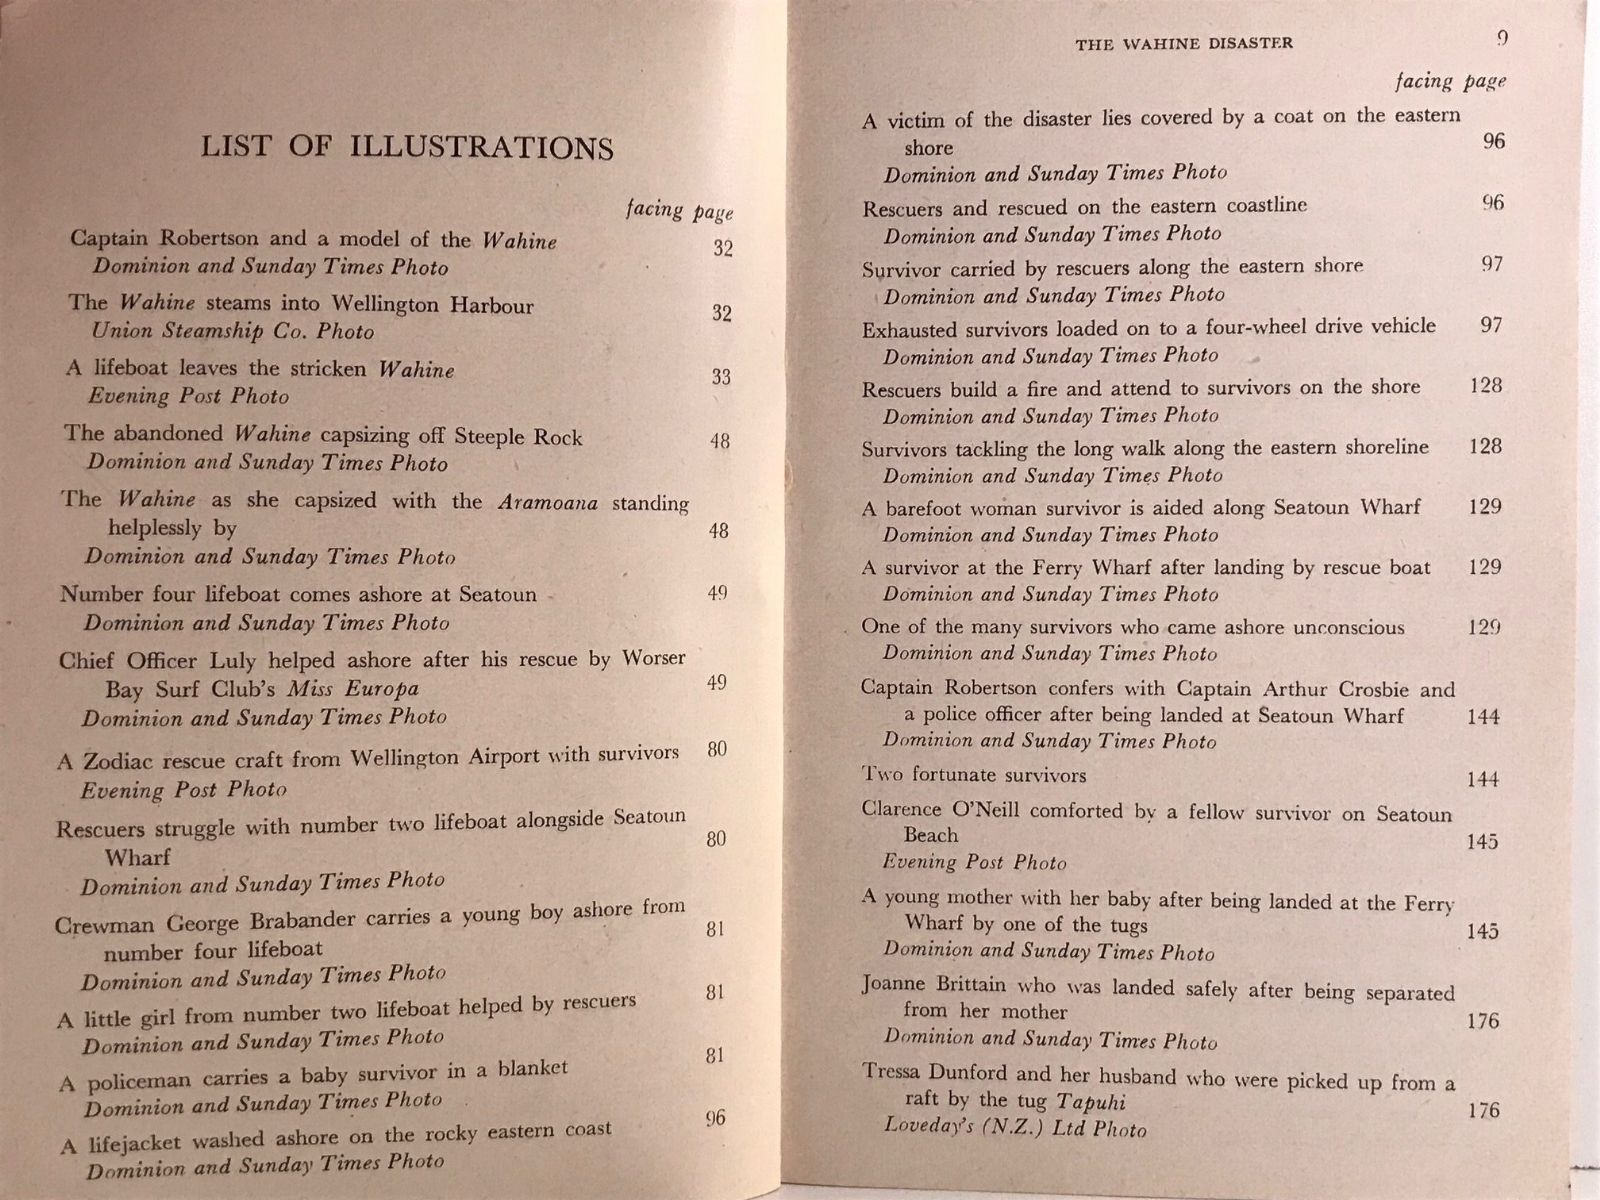 LIST OF ILLUSTRATIONS
facing page
Captain Robertson and a model of the Wahine 32
Dominion and Sunday Times Photo
The Wahine steams into Wellington Harbour 32
Union Steamship Co. Photo
A lifeboat leaves the stricken Wahine 33
Evening Post Photo
The abandoned Wahine capsizing off Steeple Rock 48
Dominion and Sunday Times Photo
The Wahine as she capsized with the Aramoana standing
helplessly by 48
Dominion and Sunday Times Photo
Number four lifeboat comes ashore at Seatoun 49
Dominion and Sunday Times Photo
Chief Officer Luly helped ashore after his rescue by Worser
Bay Surf Club's Miss Europa 49
Dominion and Sunday Times Photo
A Zodiac rescue craft from Wellington Airport with survivors 80
Evening Post Photo
Rescuers struggle with number two lifeboat alongside Seatoun
Wharf 80
Dominion and Sunday Times Photo
Crewman George Brabander carries a young boy ashore from
number four lifeboat 81
Dominion and Sunday Times Photo
A little girl from number two lifeboat helped by rescuers 81
Dominion and Sunday Times Photo
A policeman carries a baby survivor in a blanket 81
Dominion and Sunday Times Photo
A lifejacket washed ashore on the rocky eastern coast 96
Dominion and Sunday Times Photo
THE WAHINE DISASTER 9
facing page
A victim of the disaster lies covered by a coat on the eastern
shore 96
Dominion and Sunday Times Photo
Rescuers and rescued on the eastern coastline 96
Dominion and Sunday Times Photo
Survivor carried by rescuers along the eastern shore 97
Dominion and Sunday Times Photo
Exhausted survivors loaded on to a four-wheel drive vehicle 97
Dominion and Sunday Times Photo
Rescuers build a fire and attend to survivors on the shore 128
Dominion and Sunday Times Photo
Survivors tackling the long walk along the eastern shoreline 128
Dominion and Sunday Times Photo
A barefoot woman survivor is aided along Seatoun Wharf 129
Dominion and Sunday Times Photo
A survivor at the Ferry Wharf after landing by rescue boat 129
Dominion and Sunday Times Photo
One of the many survivors who came ashore unconscious 129
Dominion and Sunday Times Photo
Captain Robertson confers with Captain Arthur Crosbie and
a police officer after being landed at Seatoun Wharf 144
Dominion and Sunday Times Photo
Two fortunate survivors 144
Clarence O'Neill comforted by a fellow survivor on Seatoun
Beach 145
Evening Post Photo
A young mother with her baby after being landed at the Ferry
Wharf by one of the tugs 145
Dominion and Sunday Times Photo
Joanne Brittain who was landed safely after being separated
from her mother 176
Dominion and Sunday Times Photo
Tressa Dunford and her husband who were picked up from a
raft by the tug Tapuhi 176
Loveday's (N.Z.) Ltd Photo